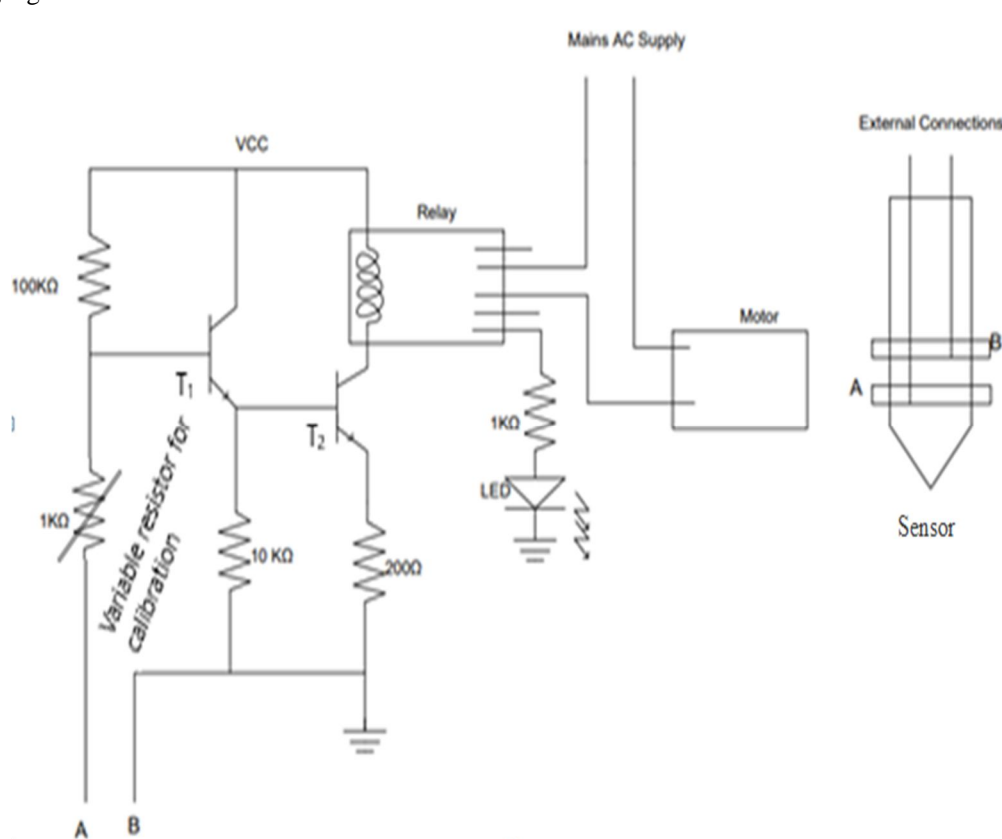 Mains AC Supply
External Connections
VCC
Relay
100KΩ
Motor
B
T₁
A
T₂
1KΩ
LED
Sensor
1KΩ
Variable resistor for
calibration
10 KΩ
200Ω
A
B